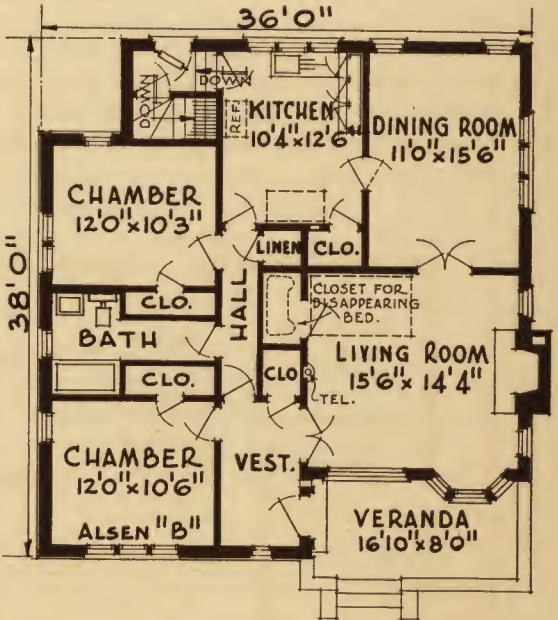 36'0"
DOWN
DOWN
KITCHEN
10'4"x12'6"
REF.
DINING ROOM
11'0"x15'6"
CHAMBER
12'0"x10'3"
38'0"
LINEN
CLO.
HALL
CLO.
CLOSET FOR
DISAPPEARING
BED.
BATH
LIVING ROOM
15'6"x 14'4"
CLO.
CLO
TEL.
CHAMBER
12'0"x10'6"
VEST.
ALSEN "B"
VERANDA
16'10"x8'0"